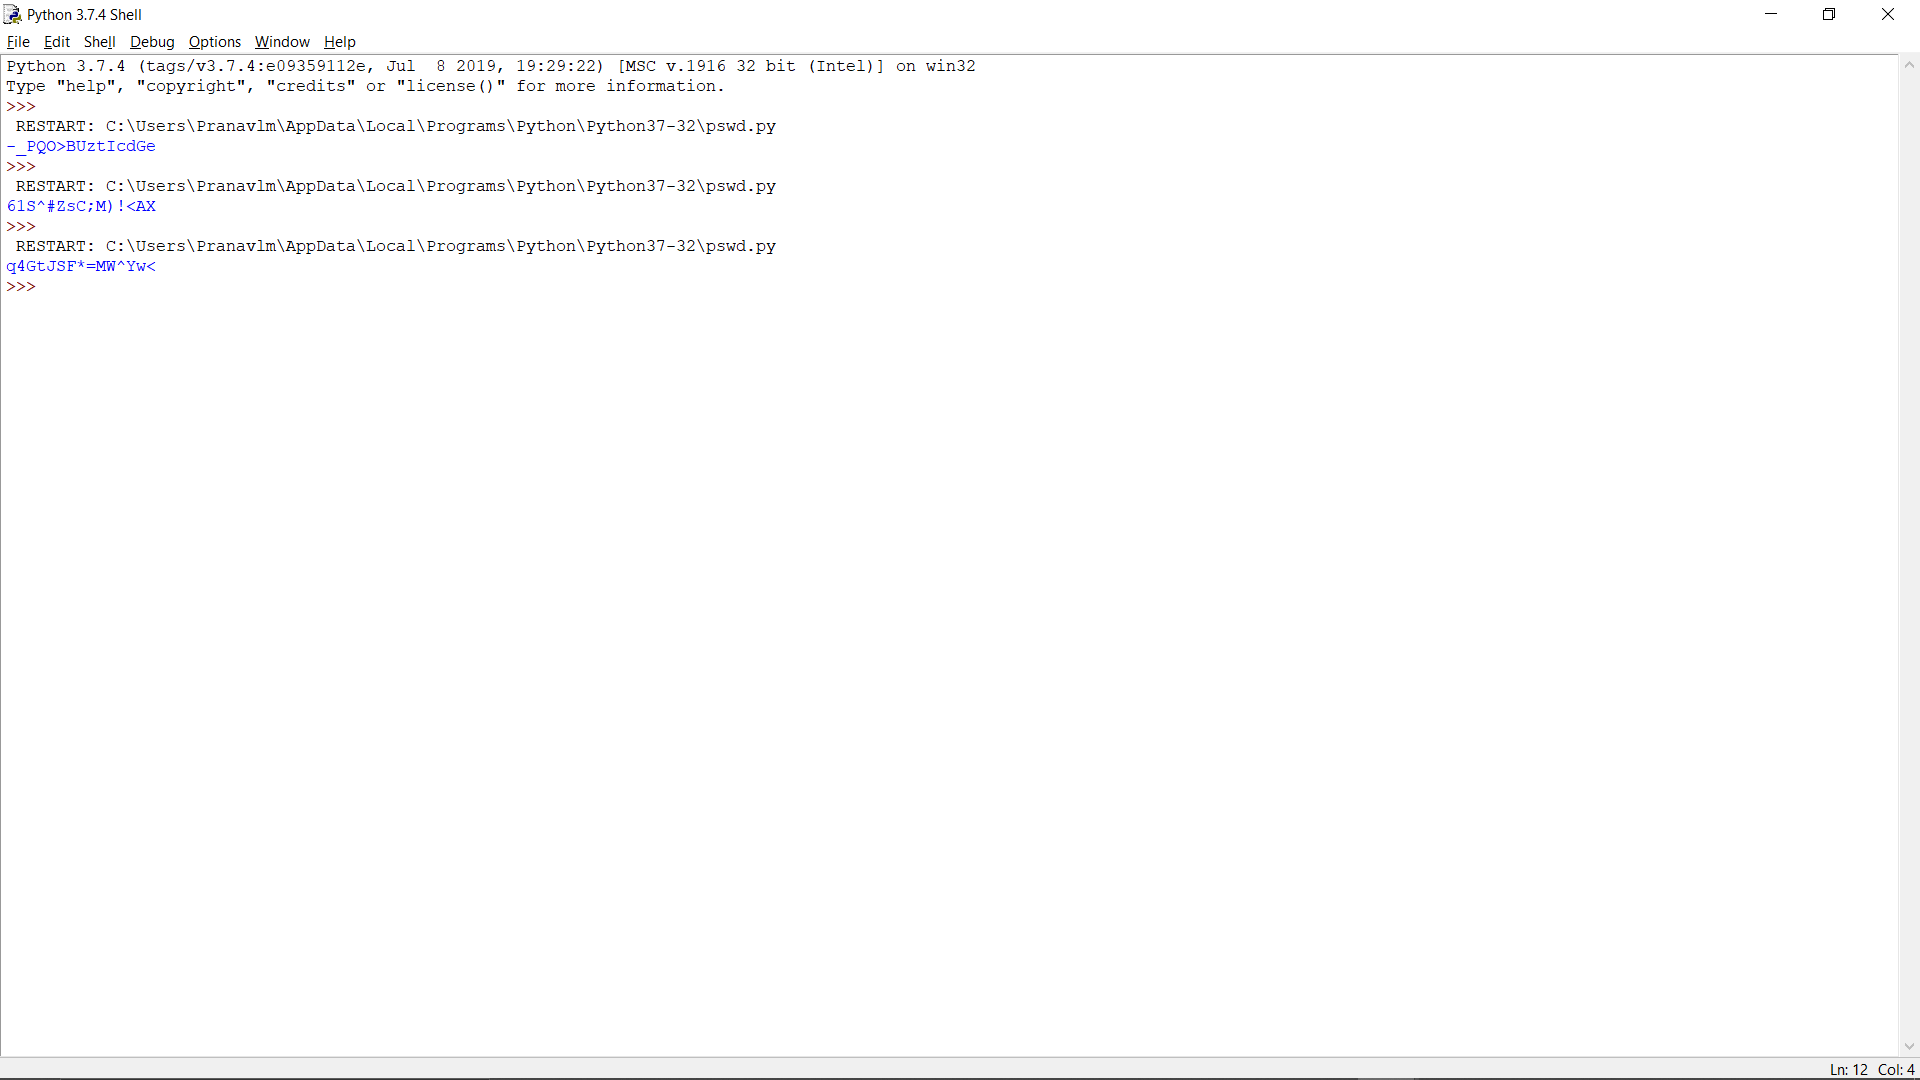 Python 3.7.4 Shell
File Edit Shell Debug Options Window Help
Python 3.7.4 (tags/v3.7.4:e09359112e, Jul  8 2019, 19:29:22) [MSC v.1916 32 bit (Intel)] on win32
Type "help", "copyright", "credits" or "license()" for more information.
>>>
 RESTART: C:\Users\Pranavlm\AppData\Local\Programs\Python\Python37-32\pswd.py
-_PQO>BUztIcdGe
>>>
 RESTART: C:\Users\Pranavlm\AppData\Local\Programs\Python\Python37-32\pswd.py
61S^#ZsC;M)!<AX
>>>
 RESTART: C:\Users\Pranavlm\AppData\Local\Programs\Python\Python37-32\pswd.py
q4GtJSF*=MW^Yw<
>>>
Ln: 12 Col: 4